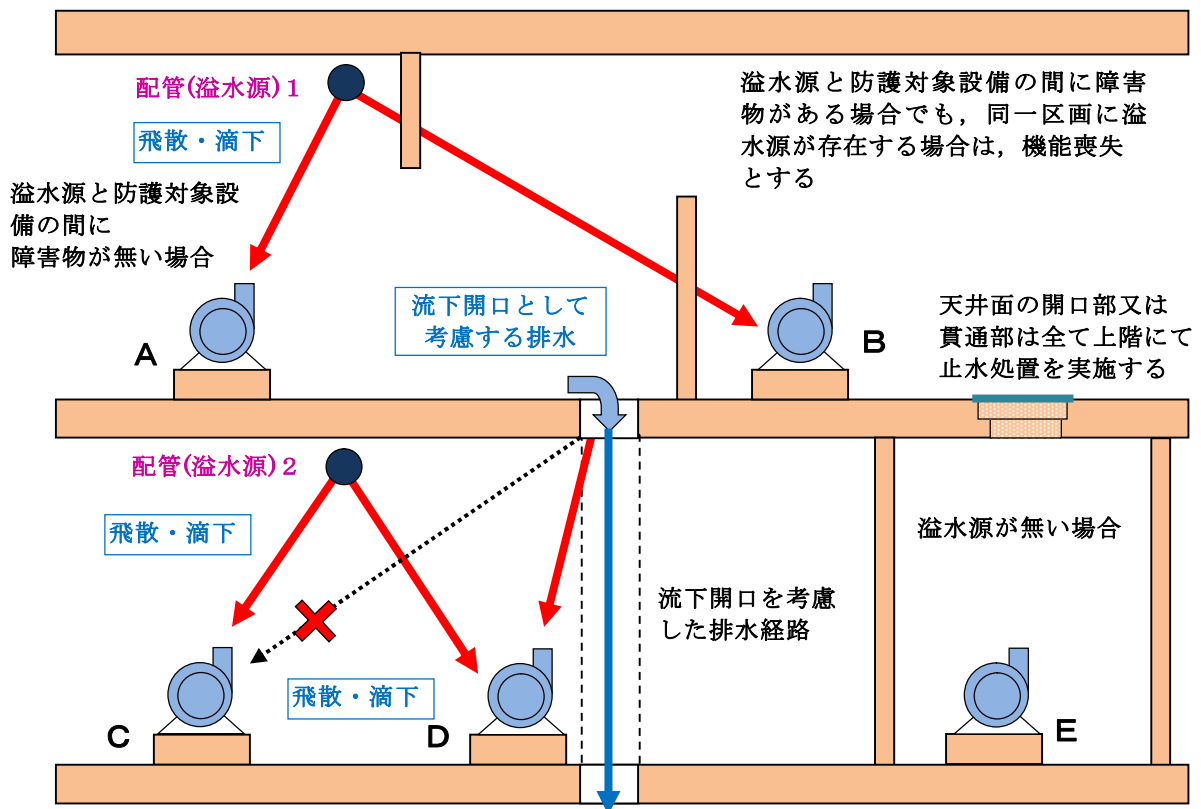 配管(溢水源)1
飛散・滴下
溢水源と防護対象設
備の間に
障害物が無い場合
溢水源と防護対象設備の間に障害
物がある場合でも，同一区画に溢
水源が存在する場合は，機能喪失
とする
流下開口として
考慮する排水
天井面の開口部又は
貫通部は全て上階にて
止水処置を実施する
A
B
配管(溢水源)2
飛散・滴下
溢水源が無い場合
流下開口を考慮
した排水経路
飛散・滴下
C
D
E